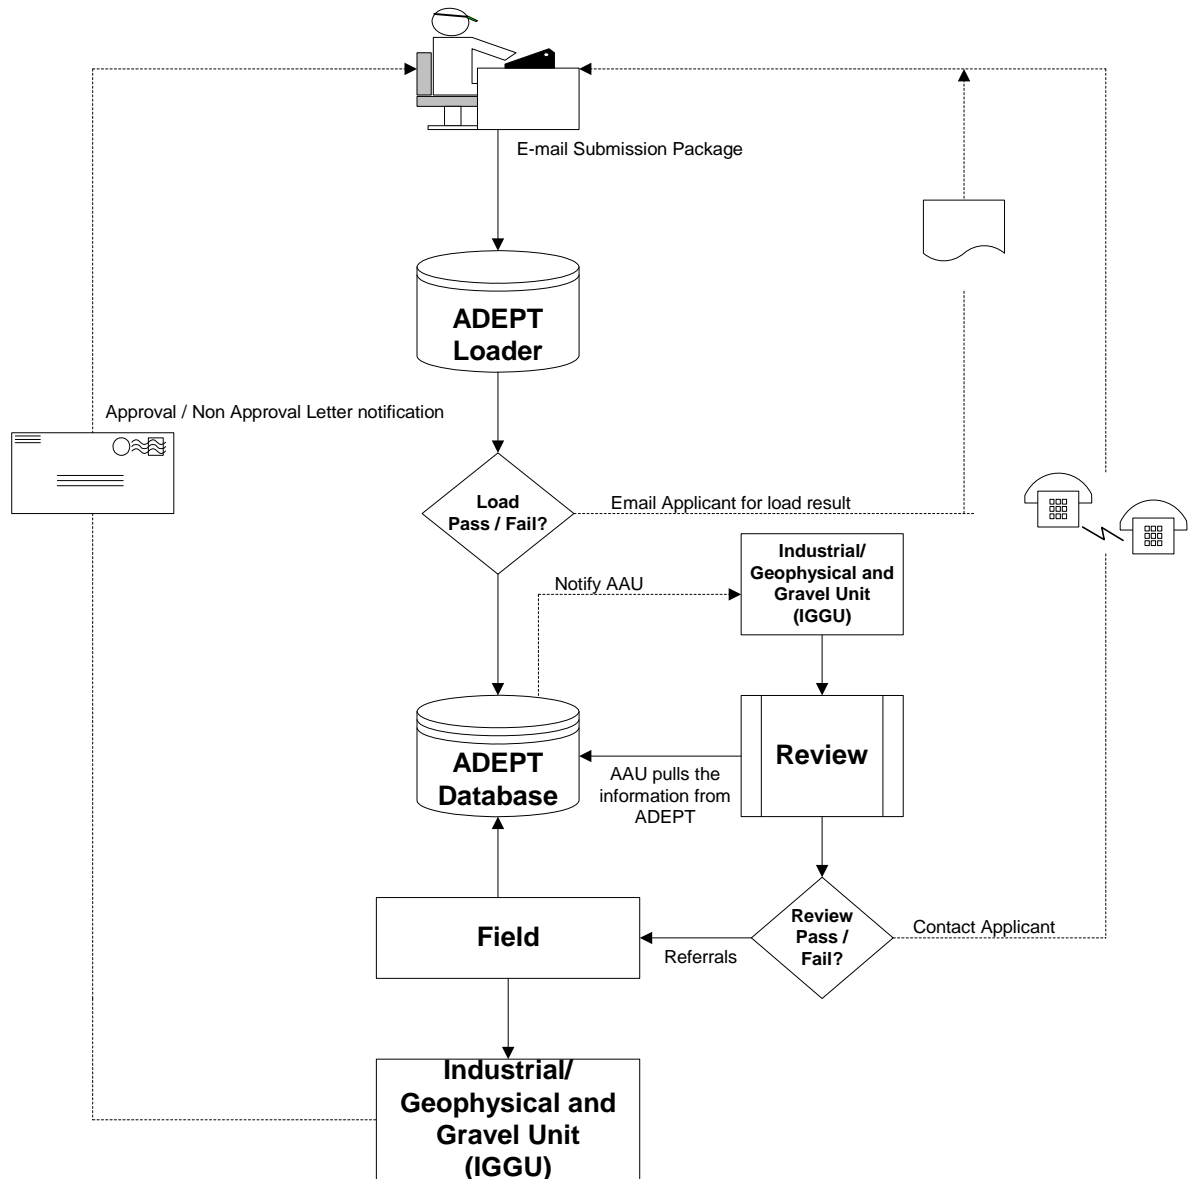 E-mail Submission Package
ADEPT
Loader
Approval / Non Approval Letter notification
Load
Pass / Fail?
Email Applicant for load result
Industrial/
Geophysical and
Gravel Unit
(IGGU)
Notify AAU
ADEPT
Database
Review
AAU pulls the
information from
ADEPT
Field
Referrals
Review
Pass /
Fail?
Contact Applicant
Industrial/
Geophysical and
Gravel Unit
(IGGU)